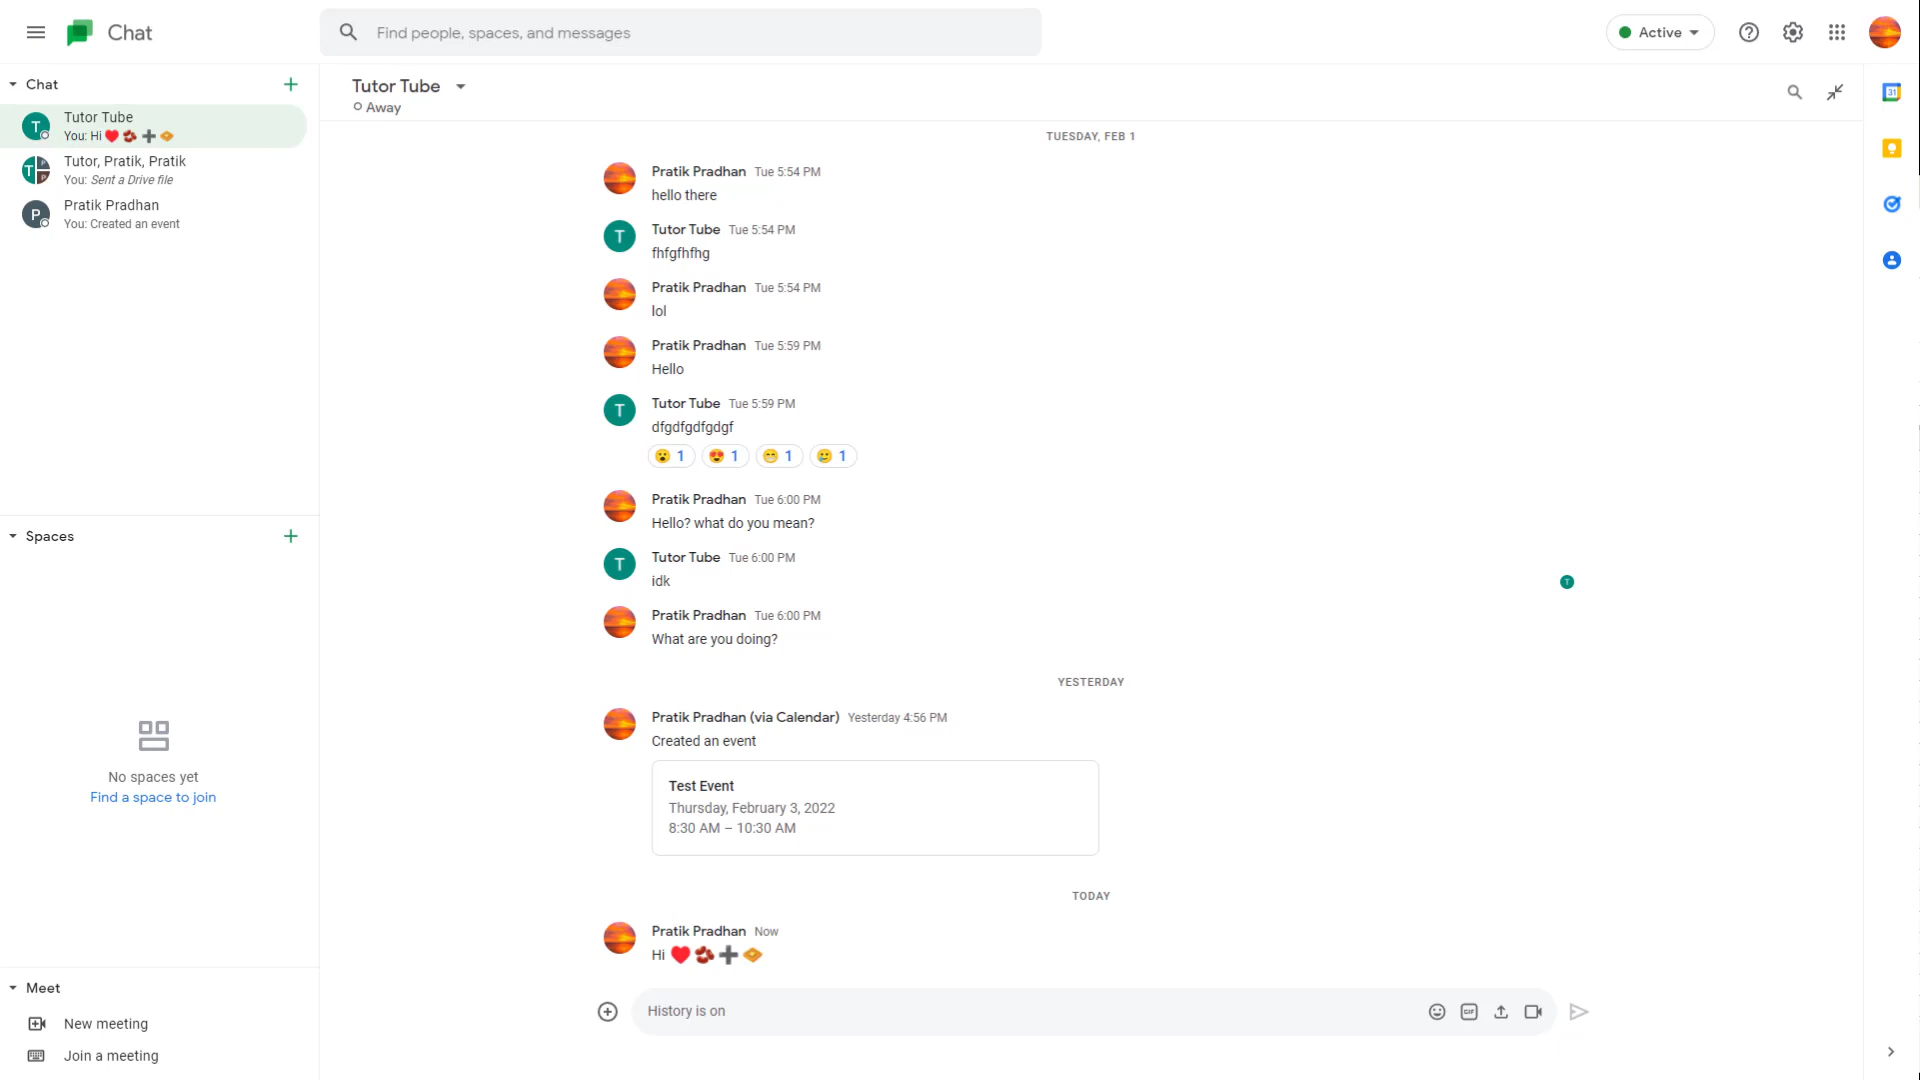 Chat
Find people, spaces, and messages
Active
Chat
Tutor Tube
You: Hi ❤️ 🫘 ➕ 🧇
Tutor, Pratik, Pratik
You: Sent a Drive file
Pratik Pradhan
You: Created an event
Spaces
No spaces yet
Find a space to join
Meet
New meeting
Join a meeting
Tutor Tube
Away
TUESDAY, FEB 1
Pratik Pradhan Tue 5:54 PM
hello there
T
Tutor Tube Tue 5:54 PM
fhfgfhfhg
Pratik Pradhan Tue 5:54 PM
lol
Pratik Pradhan Tue 5:59 PM
Hello
T
Tutor Tube Tue 5:59 PM
dfgdfgdfgdgf
😮 1 😍 1 😁 1 🥲 1
Pratik Pradhan Tue 6:00 PM
Hello? what do you mean?
T
Tutor Tube Tue 6:00 PM
idk
Pratik Pradhan Tue 6:00 PM
What are you doing?
YESTERDAY
Pratik Pradhan (via Calendar) Yesterday 4:56 PM
Created an event
Test Event
Thursday, February 3, 2022
8:30 AM – 10:30 AM
TODAY
Pratik Pradhan Now
Hi ❤️ 🫘 ➕ 🧇
History is on
GIF
31